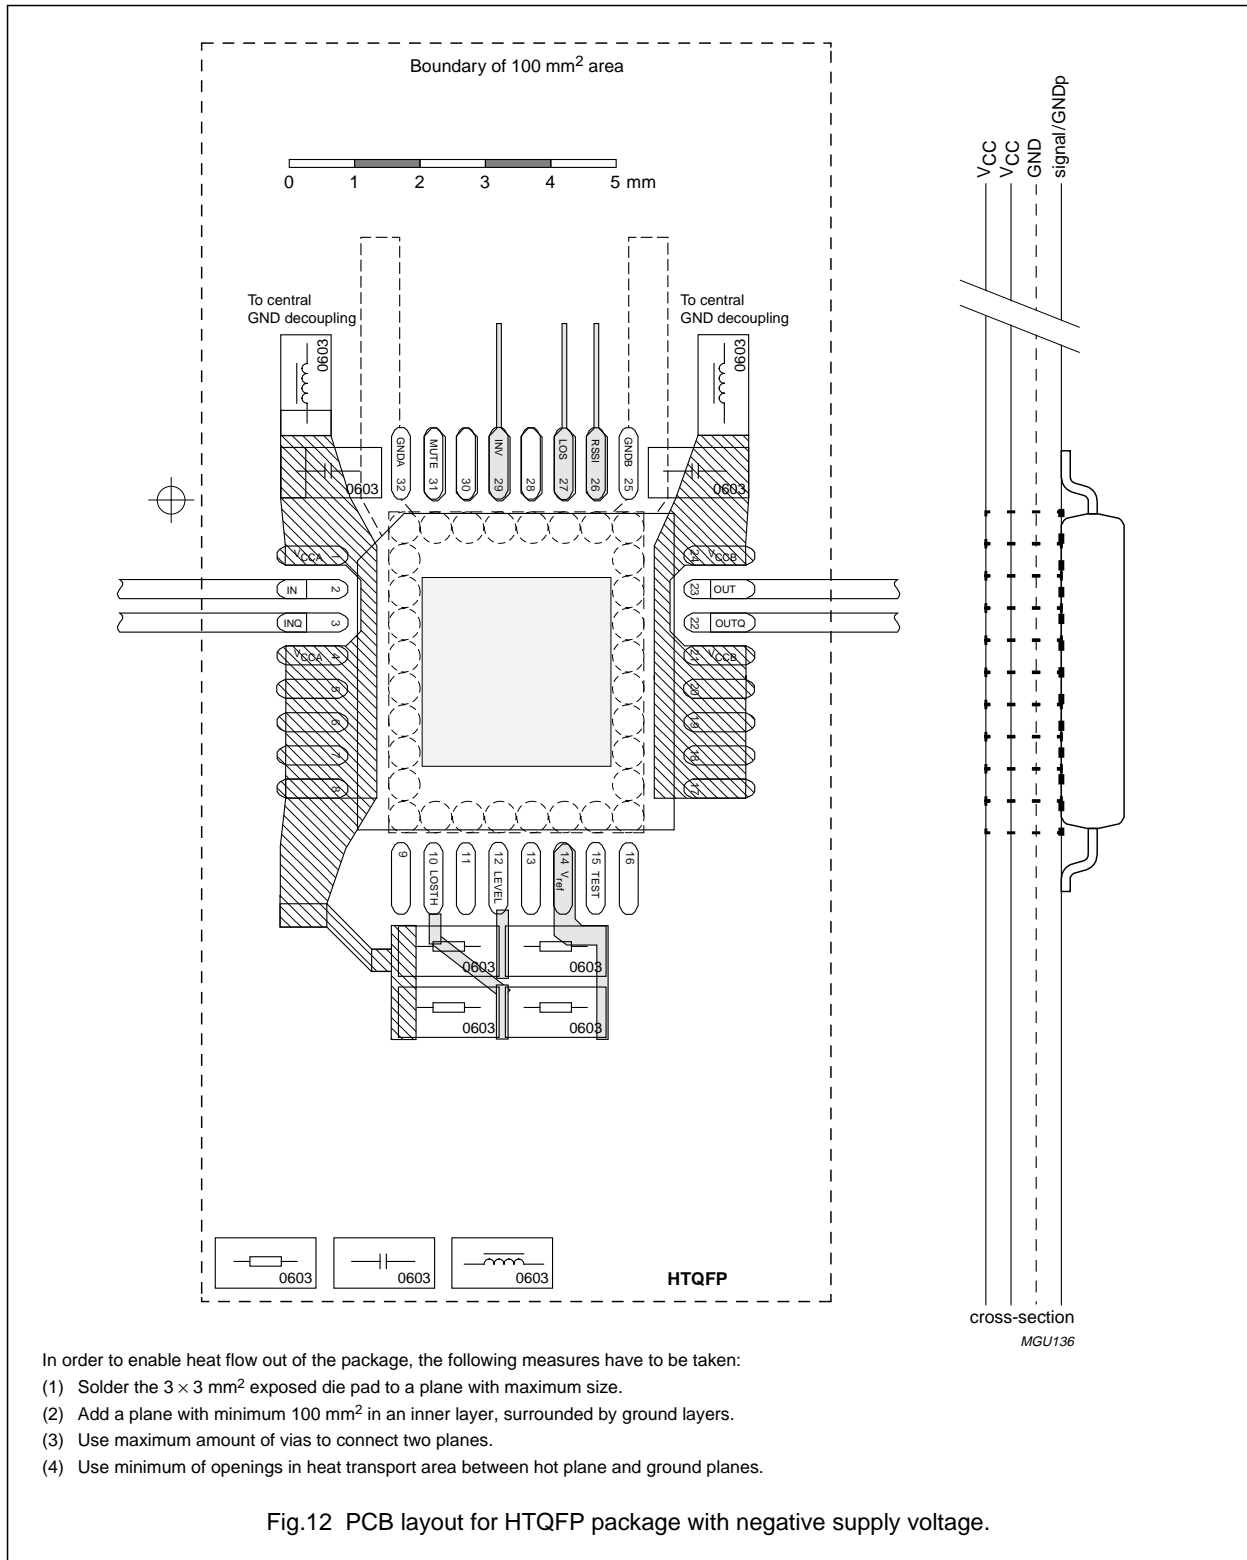 Boundary of 100 mm2 area
0 1 2 3 4 5 mm
VCC
VCC
GND
signal/GNDp
To central
GND decoupling
To central
GND decoupling
0603
0603
GNDA 32
MUTE 31
30
INV 29
28
LOS 27
RSSI 26
GNDB 25
0603
0603
VCCA 1
IN 2
INQ 3
VCCA 4
5
6
7
8
24 VCCB
23 OUT
22 OUTQ
21 VCCB
20
19
18
17
9
10 LOSTH
11
12 LEVEL
13
14 Vref
15 TEST
16
0603
0603
0603
0603
0603
0603
0603
HTQFP
cross-section
MGU136
In order to enable heat flow out of the package, the following measures have to be taken:
(1) Solder the 3 × 3 mm2 exposed die pad to a plane with maximum size.
(2) Add a plane with minimum 100 mm2 in an inner layer, surrounded by ground layers.
(3) Use maximum amount of vias to connect two planes.
(4) Use minimum of openings in heat transport area between hot plane and ground planes.
Fig.12 PCB layout for HTQFP package with negative supply voltage.